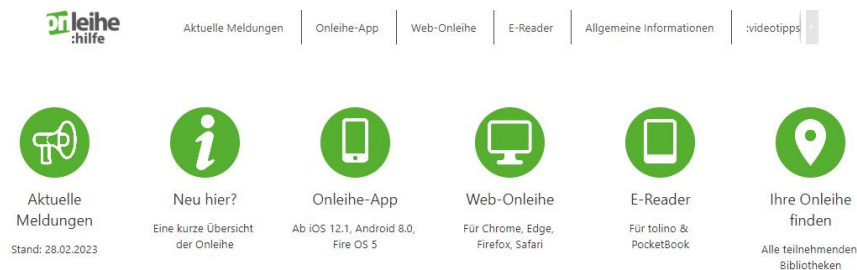 onleihe
:hilfe
Aktuelle Meldungen
Onleihe-App
Web-Onleihe
E-Reader
Allgemeine Informationen
:videotipps
Aktuelle
Meldungen
Stand: 28.02.2023
Neu hier?
Eine kurze Übersicht
der Onleihe
Onleihe-App
Ab iOS 12.1, Android 8.0,
Fire OS 5
Web-Onleihe
Für Chrome, Edge,
Firefox, Safari
E-Reader
Für tolino &
PocketBook
Ihre Onleihe
finden
Alle teilnehmenden
Bibliotheken